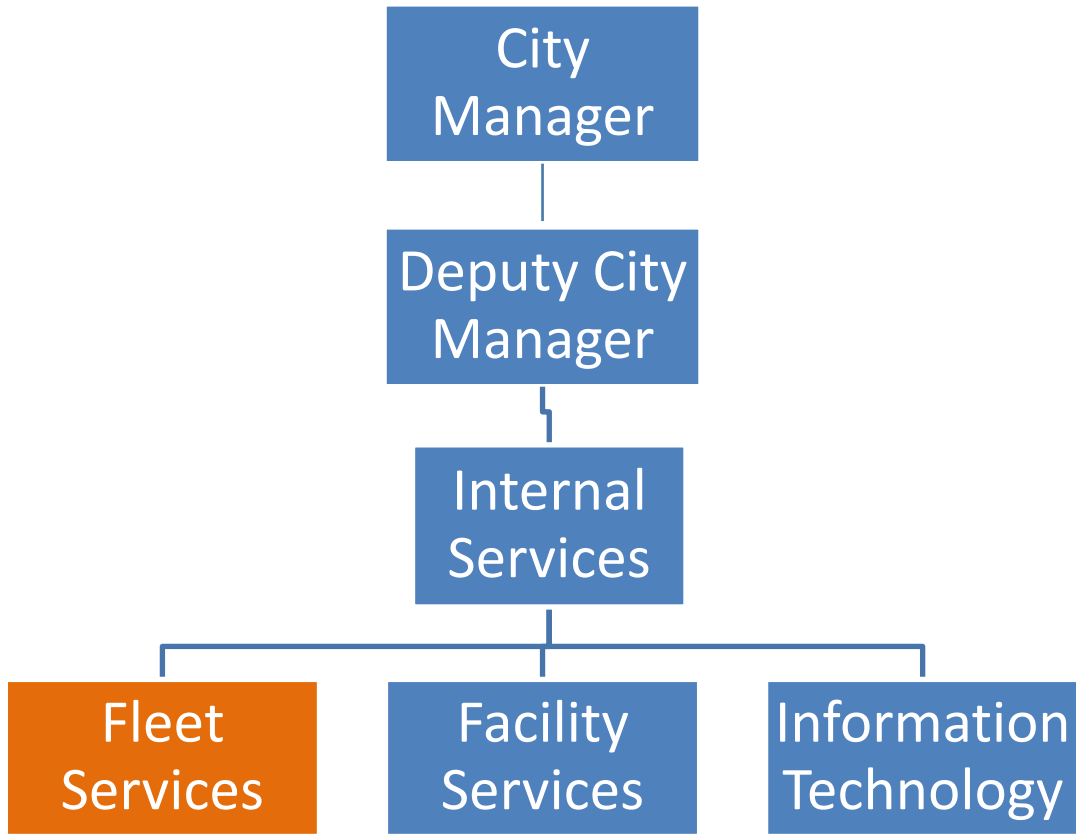 City
Manager
Deputy City
Manager
Internal
Services
Fleet
Services
Facility
Services
Information
Technology